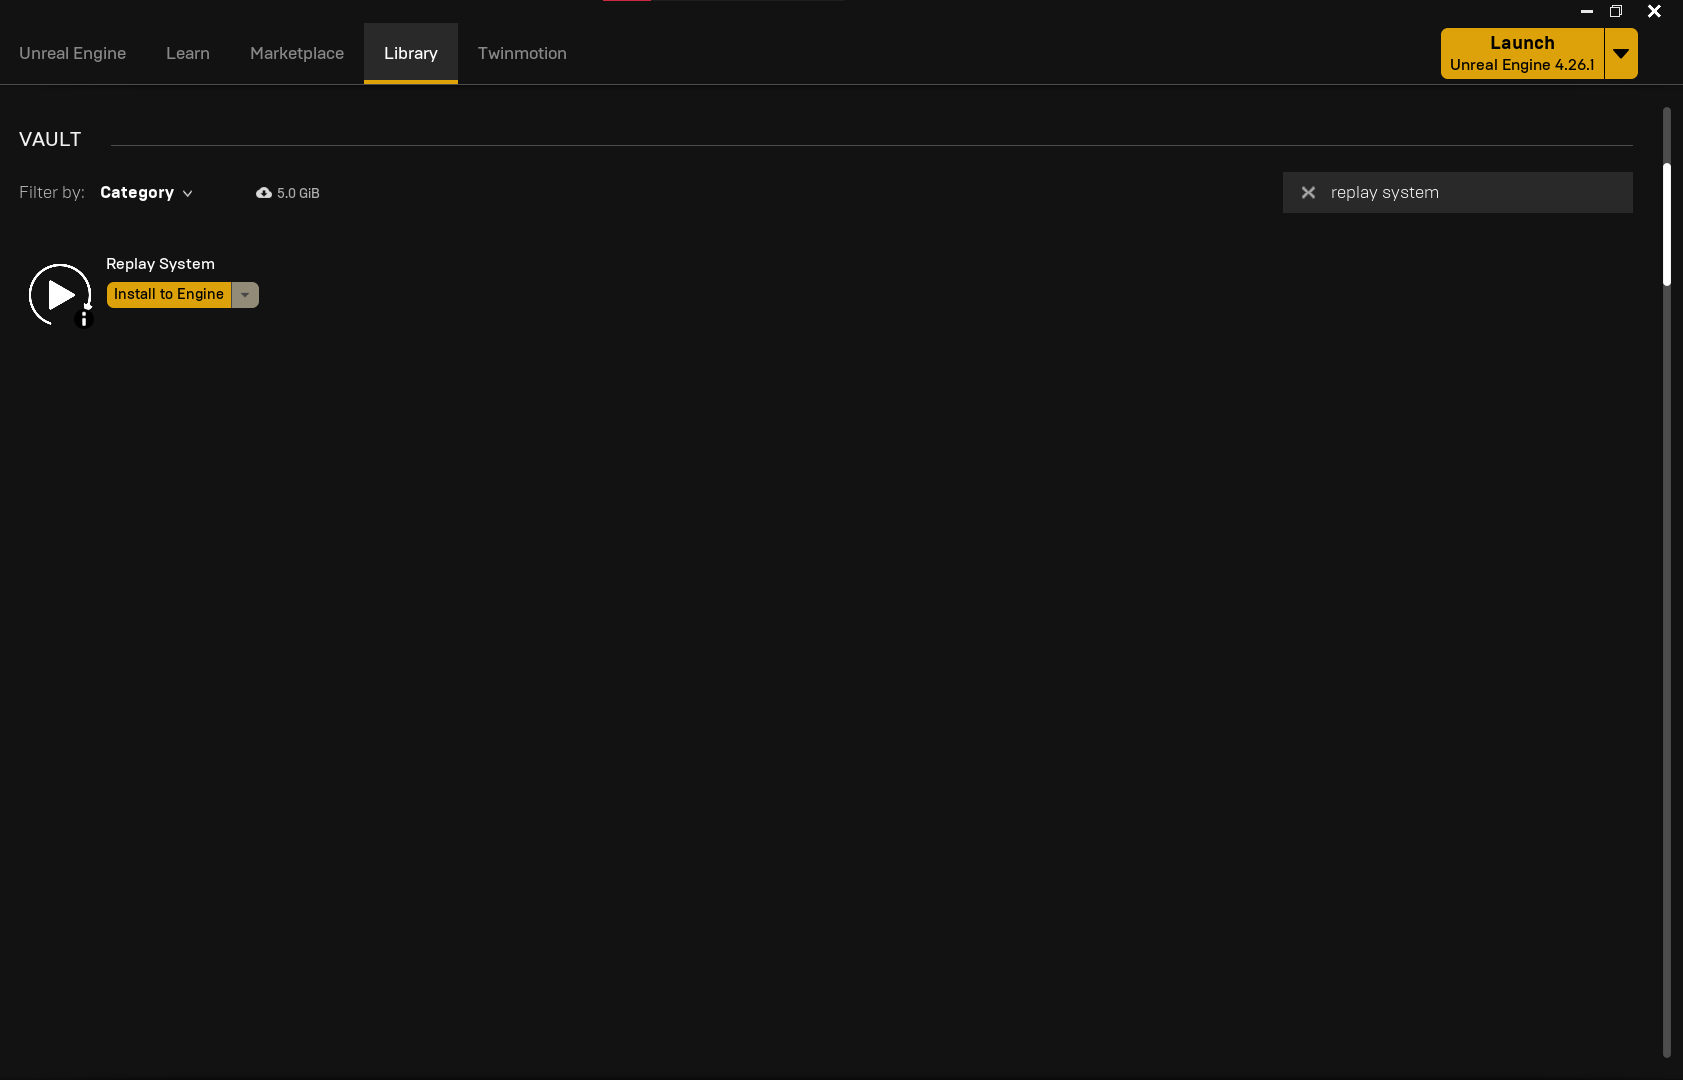 Unreal Engine Learn Marketplace Library Twinmotion
Launch
Unreal Engine 4.26.1
VAULT
Filter by: Category 5.0 GiB
replay system
Replay System
Install to Engine